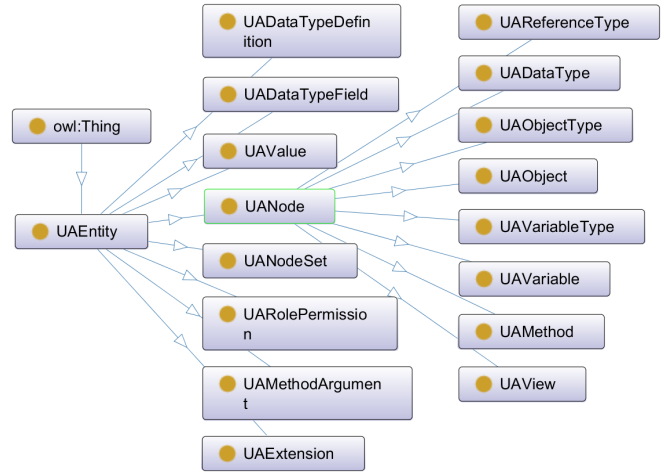 owl:Thing
UAEntity
UADataTypeDefin
ition
UADataTypeField
UAValue
UANode
UANodeSet
UARolePermissio
n
UAMethodArgumen
t
UAExtension
UAReferenceType
UADataType
UAObjectType
UAObject
UAVariableType
UAVariable
UAMethod
UAView